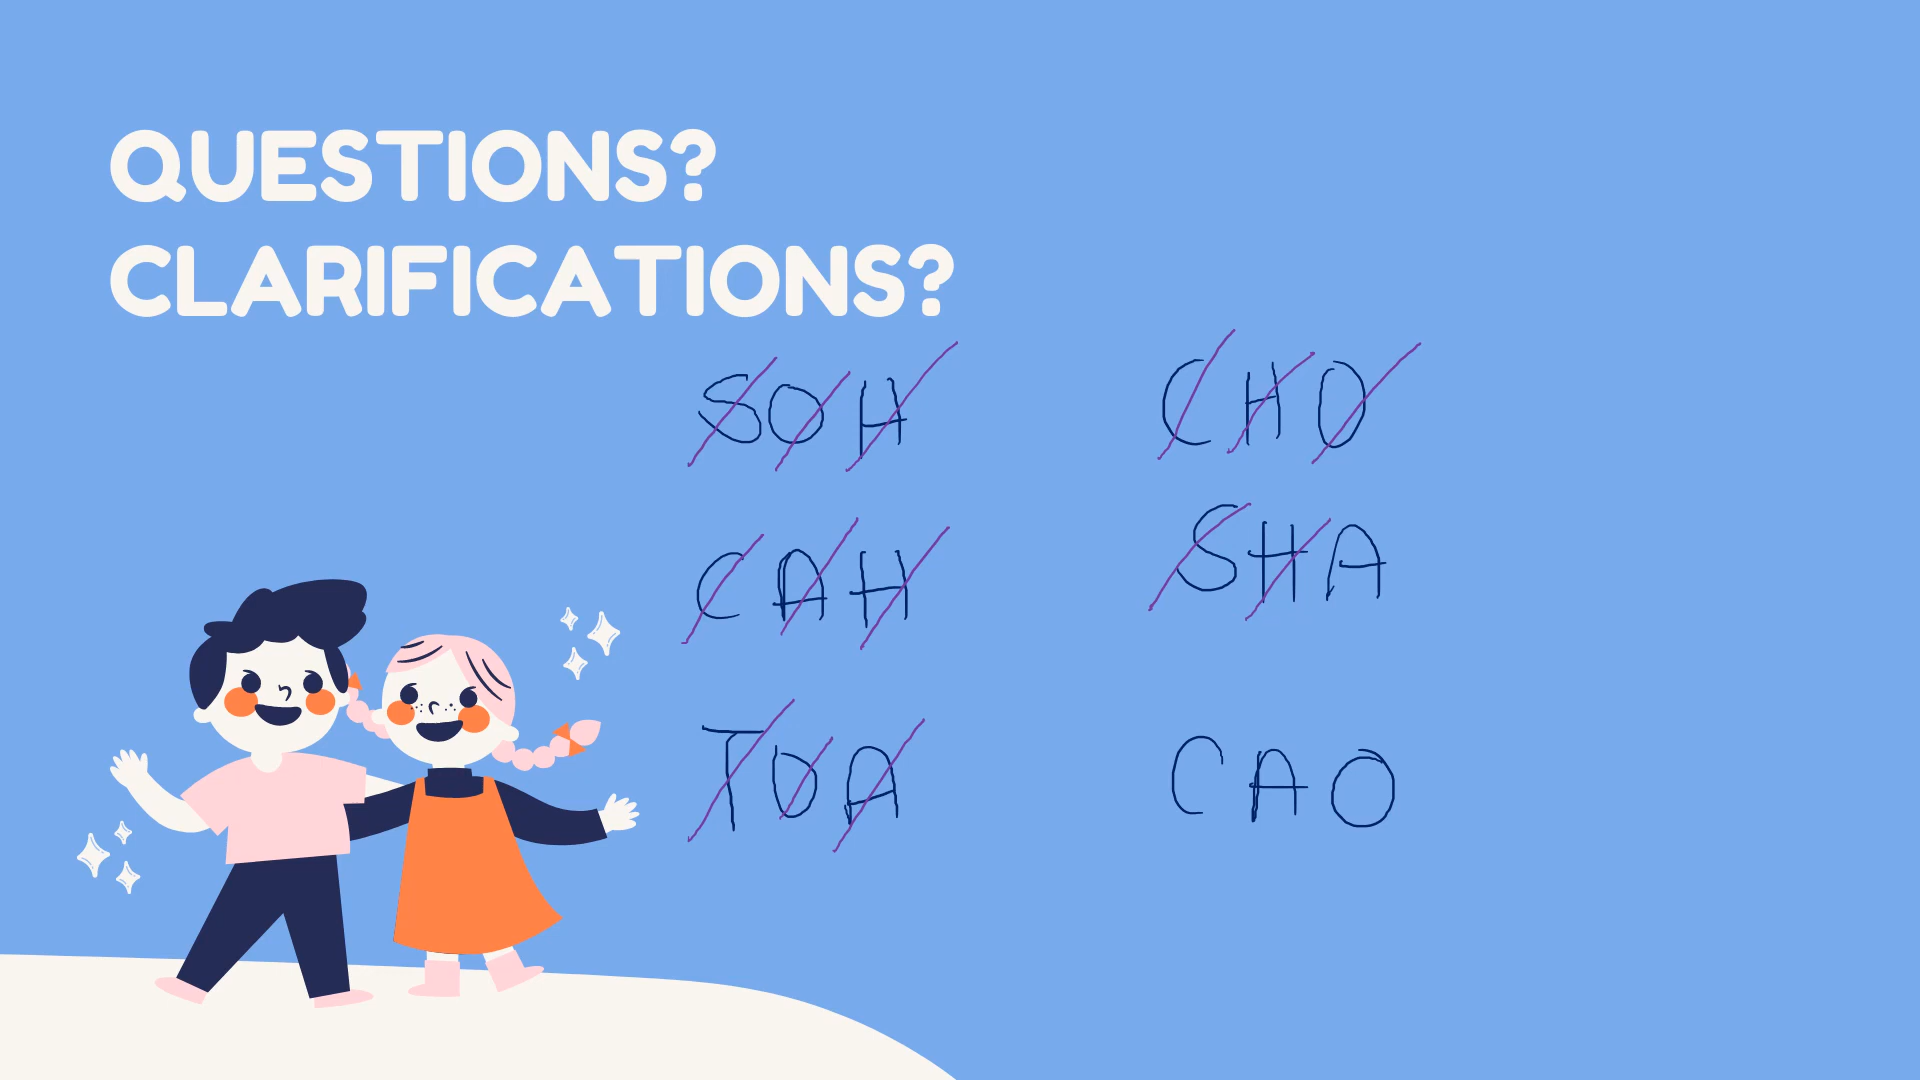 QUESTIONS?
CLARIFICATIONS?
SOH CHO
CAH SHA
TOA CAO